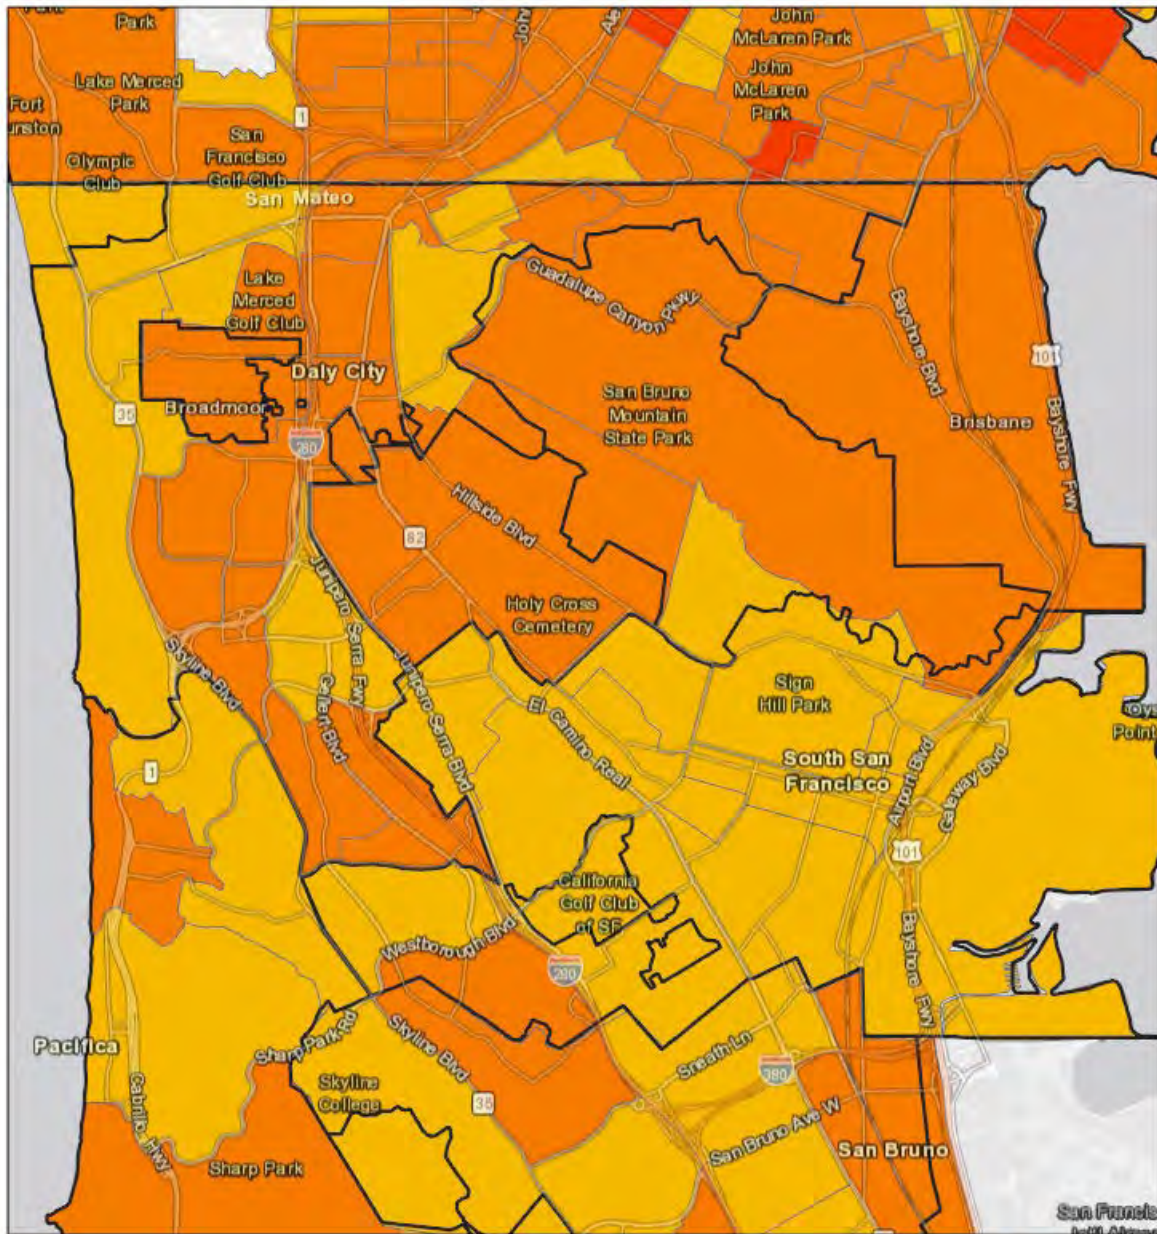 Park
Park
John
McLaren Park
Lake Merced
Park
John
McLaren
Park
Fort
1
San
Francisco
Golf Club
Olympic
Club
San Mateo
Guadalupe Canyon Pkwy
Lake
Merced
Golf Club
Bayshore Blvd
101
Daly City
Broadmoor
35
San Bruno
Mountain
State Park
Brisbane
Bayshore Fwy
280
Hillside Blvd
82
Junipero Serra Fwy
Holy Cross
Cemetery
Skyline Blvd
Junipero Serra Blvd
Gellert Blvd
Sign
Hill Park
El Camino Real
Point
1
South San
Francisco
Airport Blvd
Gateway Blvd
101
California
Golf Club
of SF
Westborough Blvd
280
Bayshore Fwy
Pacifica
Sharp Park Rd
Skyline Blvd
Sneath Ln
380
Skyline
College
Cabrillo Hwy
35
San Bruno Ave W
San Bruno
Sharp Park